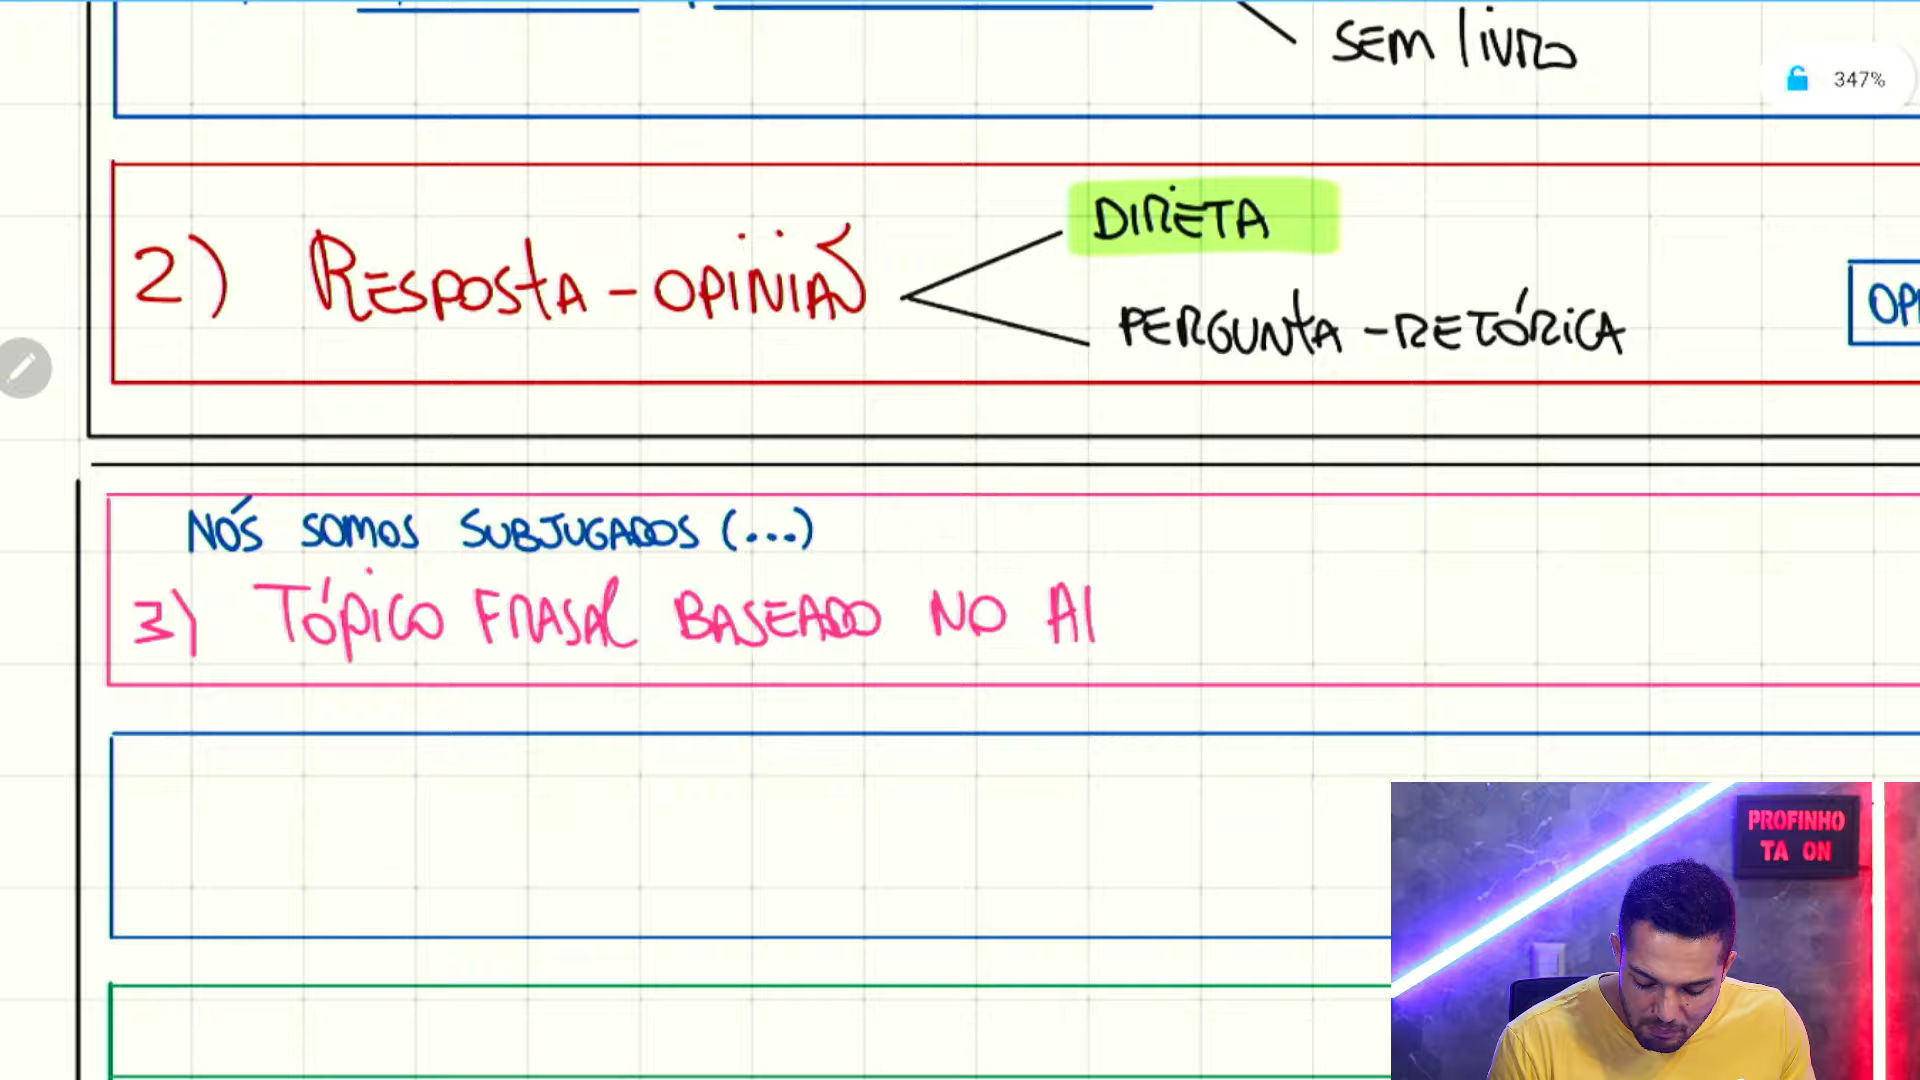 SEM LIVRO
347%
2) RESPOSTA - OPINIÃO
DIRETA
PERGUNTA - RETÓRICA
OPI
NÓS SOMOS SUBJUGADOS (...)
3) TÓPICO FRASAL BASEADO NO A1
PROFINHO
TA ON